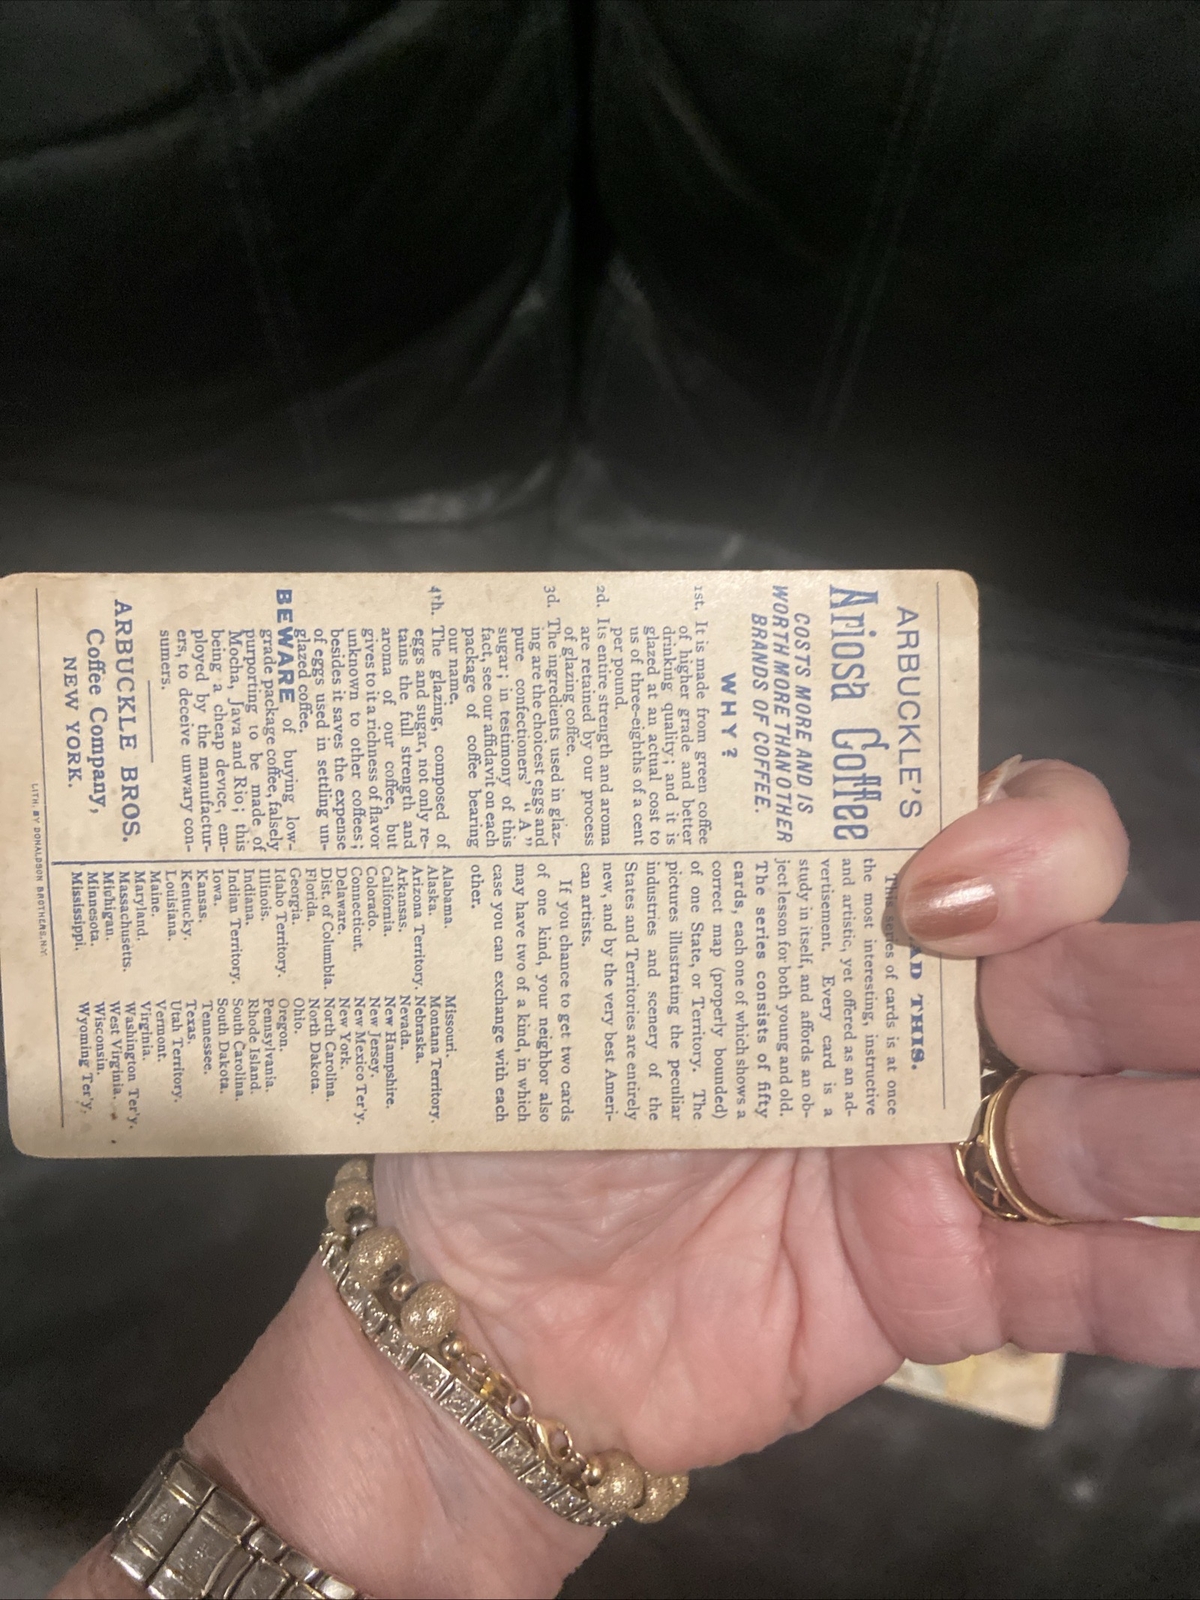 ARBUCKLE'S
Ariosa Coffee
COSTS MORE AND IS
WORTH MORE THAN OTHER
BRANDS OF COFFEE.
WHY?
1st. It is made from green coffee
of higher grade and better
drinking quality; and it is
glazed at an actual cost to
us of three-eighths of a cent
per pound.
2d. Its entire strength and aroma
are retained by our process
of glazing coffee.
3d. The ingredients used in glaz-
ing are the choicest eggs and
pure confectioners' "A"
sugar; in testimony of this
fact, see our affidavit on each
package of coffee bearing
our name.
4th. The glazing, composed of
eggs and sugar, not only re-
tains the full strength and
aroma of our coffee, but
gives to it a richness of flavor
unknown to other coffees;
besides it saves the expense
of eggs used in settling un-
glazed coffee.
BEWARE of buying low-
grade package coffee, falsely
purporting to be made of
Mocha, Java and Rio; this
being a cheap device, em-
ployed by the manufactur-
ers, to deceive unwary con-
sumers.
ARBUCKLE BROS.
Coffee Company,
NEW YORK.
THIS.
This series of cards is at once
the most interesting, instructive
and artistic, yet offered as an ad-
vertisement. Every card is a
study in itself, and affords an ob-
ject lesson for both young and old.
The series consists of fifty
cards, each one of which shows a
correct map (properly bounded)
of one State, or Territory. The
pictures illustrating the peculiar
industries and scenery of the
States and Territories are entirely
new, and by the very best Ameri-
can artists.
If you chance to get two cards
of one kind, your neighbor also
may have two of a kind, in which
case you can exchange with each
other.
Alabama.
Alaska.
Arizona Territory.
Arkansas.
California.
Colorado.
Connecticut.
Delaware.
Dist. of Columbia.
Florida.
Georgia.
Idaho Territory.
Illinois.
Indiana.
Indian Territory.
Iowa.
Kansas.
Kentucky.
Louisiana.
Maine.
Maryland.
Massachusetts.
Michigan.
Minnesota.
Mississippi.
Missouri.
Montana Territory.
Nebraska.
Nevada.
New Hampshire.
New Jersey.
New Mexico Ter'y.
New York.
North Carolina.
North Dakota.
Ohio.
Oregon.
Pennsylvania.
Rhode Island.
South Carolina.
South Dakota.
Tennessee.
Texas.
Utah Territory.
Vermont.
Virginia.
Washington Ter'y.
West Virginia.
Wisconsin.
Wyoming Ter'y.
LITH. BY DONALDSON BROTHERS, N.Y.